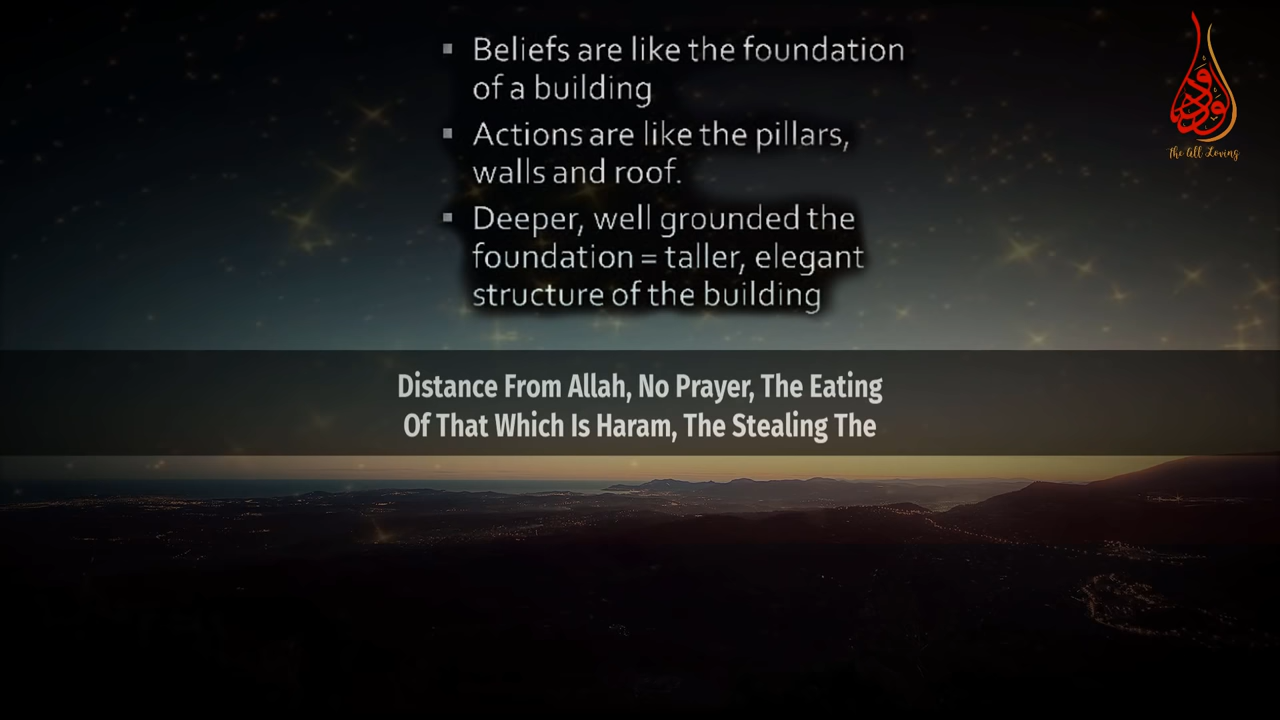 ▪ Beliefs are like the foundation
of a building
▪ Actions are like the pillars,
walls and roof.
▪ Deeper, well grounded the
foundation = taller, elegant
structure of the building
The All Loving
Distance From Allah, No Prayer, The Eating
Of That Which Is Haram, The Stealing The